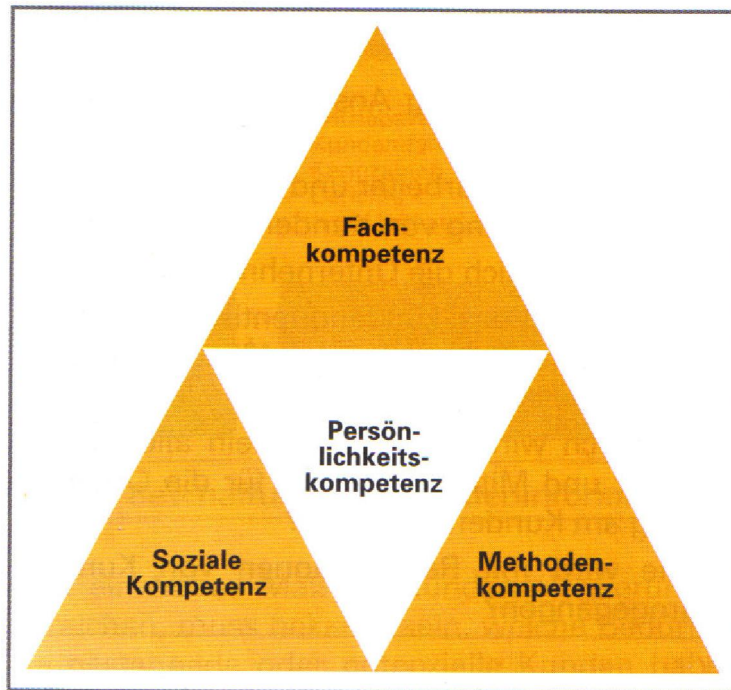 Fach-
kompetenz
Persön-
lichkeits-
kompetenz
Soziale
Kompetenz
Methoden-
kompetenz